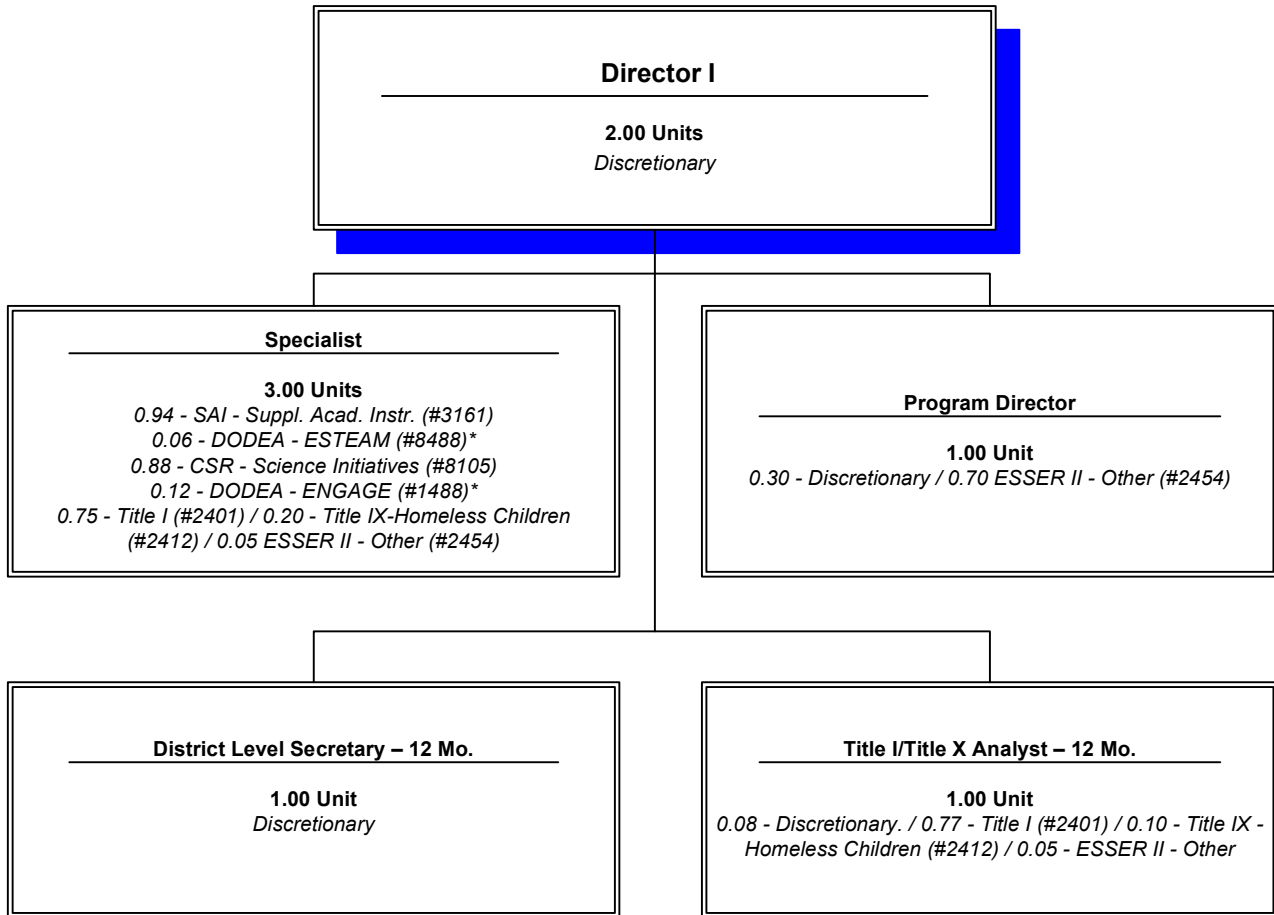 Director I
2.00 Units
Discretionary
Specialist
3.00 Units
0.94 - SAI - Suppl. Acad. Instr. (#3161)
0.06 - DODEA - ESTEAM (#8488)*
0.88 - CSR - Science Initiatives (#8105)
0.12 - DODEA - ENGAGE (#1488)*
0.75 - Title I (#2401) / 0.20 - Title IX-Homeless Children
(#2412) / 0.05 ESSER II - Other (#2454)
Program Director
1.00 Unit
0.30 - Discretionary / 0.70 ESSER II - Other (#2454)
District Level Secretary – 12 Mo.
1.00 Unit
Discretionary
Title I/Title X Analyst – 12 Mo.
1.00 Unit
0.08 - Discretionary. / 0.77 - Title I (#2401) / 0.10 - Title IX -
Homeless Children (#2412) / 0.05 - ESSER II - Other